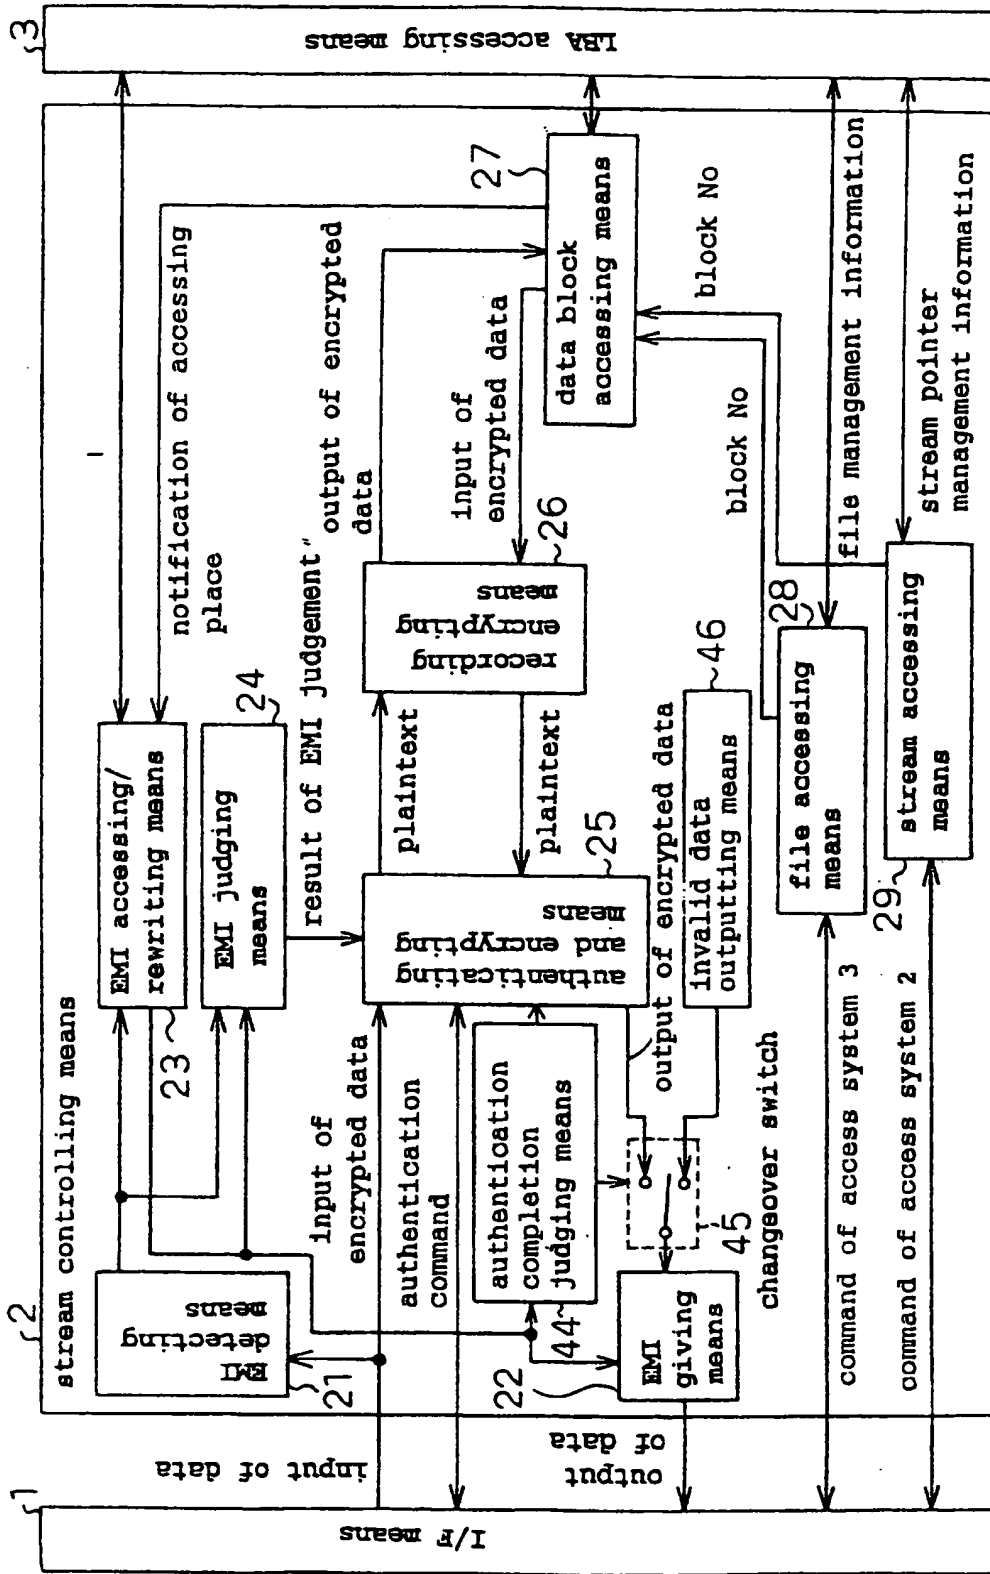 3
LBA accessing means
2
stream controlling means
1
I/F means
input of data
output
of data
EMI
detecting
means
21
EMI accessing/
rewriting means
23
EMI judging
means
24
notification of accessing
place
result of EMI judgement
input of
encrypted data
authentication
command
authenticating
and encrypting
means
25
plaintext
plaintext
recording
encrypting
means
26
output of encrypted
data
input of
encrypted data
data block
accessing means
27
block No
block No
authentication
completion
judging means
44
EMI
giving
means
22
45
changeover switch
output of encrypted data
invalid data
outputting means
46
file accessing
means
28
file management information
stream accessing
means
29
stream pointer
management information
command of access system 3
command of access system 2